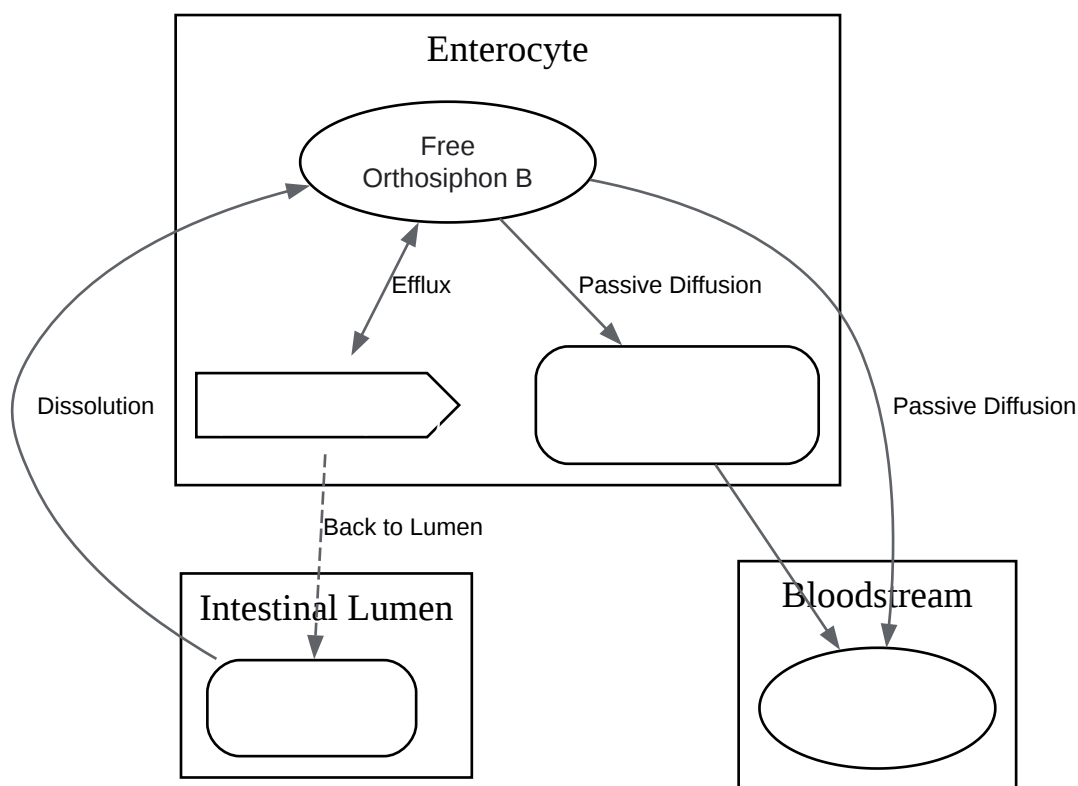 Enterocyte
Free
Orthosiphon B
Efflux
Passive Diffusion
Dissolution
Passive Diffusion
Back to Lumen
Intestinal Lumen
Bloodstream